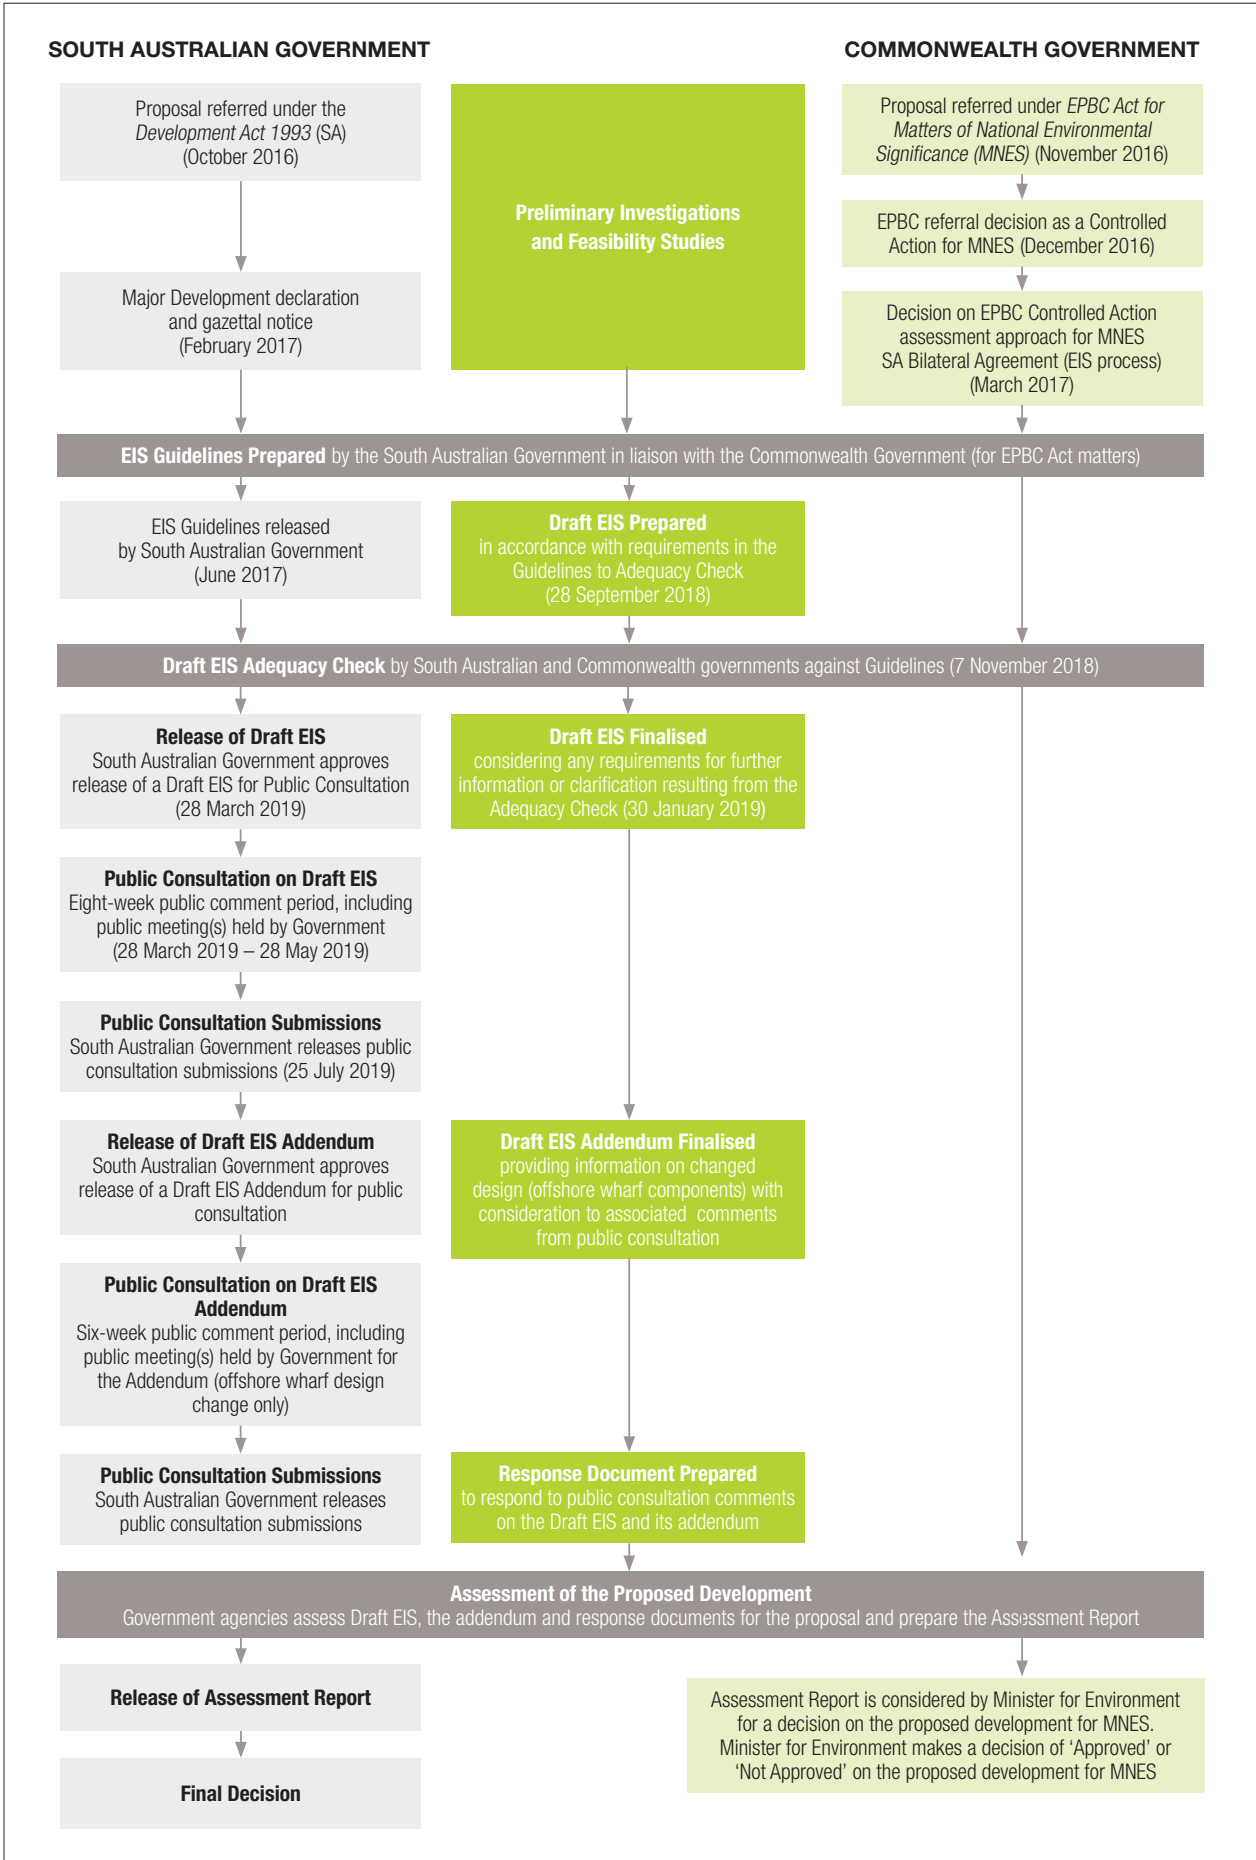 SOUTH AUSTRALIAN GOVERNMENT
COMMONWEALTH GOVERNMENT
Proposal referred under the
Development Act 1993 (SA)
(October 2016)
Preliminary Investigations
and Feasibility Studies
Proposal referred under EPBC Act for
Matters of National Environmental
Significance (MNES) (November 2016)
EPBC referral decision as a Controlled
Action for MNES (December 2016)
Major Development declaration
and gazettal notice
(February 2017)
Decision on EPBC Controlled Action
assessment approach for MNES
SA Bilateral Agreement (EIS process)
(March 2017)
EIS Guidelines Prepared by the South Australian Government in liaison with the Commonwealth Government (for EPBC Act matters)
EIS Guidelines released
by South Australian Government
(June 2017)
Draft EIS Prepared
in accordance with requirements in the
Guidelines to Adequacy Check
(28 September 2018)
Draft EIS Adequacy Check by South Australian and Commonwealth governments against Guidelines (7 November 2018)
Release of Draft EIS
South Australian Government approves
release of a Draft EIS for Public Consultation
(28 March 2019)
Draft EIS Finalised
considering any requirements for further
information or clarification resulting from the
Adequacy Check (30 January 2019)
Public Consultation on Draft EIS
Eight-week public comment period, including
public meeting(s) held by Government
(28 March 2019 – 28 May 2019)
Public Consultation Submissions
South Australian Government releases public
consultation submissions (25 July 2019)
Release of Draft EIS Addendum
South Australian Government approves
release of a Draft EIS Addendum for public
consultation
Draft EIS Addendum Finalised
providing information on changed
design (offshore wharf components) with
consideration to associated comments
from public consultation
Public Consultation on Draft EIS
Addendum
Six-week public comment period, including
public meeting(s) held by Government for
the Addendum (offshore wharf design
change only)
Public Consultation Submissions
South Australian Government releases
public consultation submissions
Response Document Prepared
to respond to public consultation comments
on the Draft EIS and its addendum
Assessment of the Proposed Development
Government agencies assess Draft EIS, the addendum and response documents for the proposal and prepare the Assessment Report
Release of Assessment Report
Final Decision
Assessment Report is considered by Minister for Environment
for a decision on the proposed development for MNES.
Minister for Environment makes a decision of ‘Approved’ or
‘Not Approved’ on the proposed development for MNES